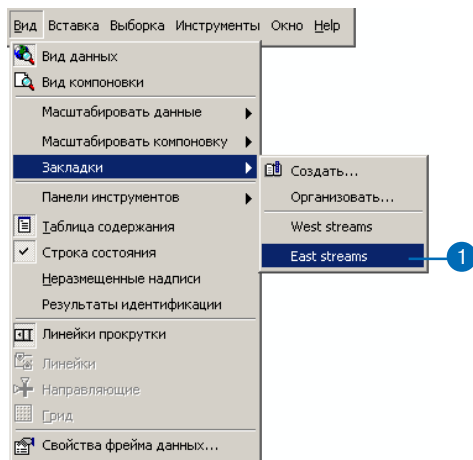 Вид Вставка Выборка Инструменты Окно Help
Вид данных
Вид компоновки
Масштабировать данные
Масштабировать компоновку
Закладки
Создать...
Панели инструментов
Организовать...
Таблица содержания
West streams
Строка состояния
East streams
1
Неразмещенные надписи
Результаты идентификации
Линейки прокрутки
Линейки
Направляющие
Грид
Свойства фрейма данных...